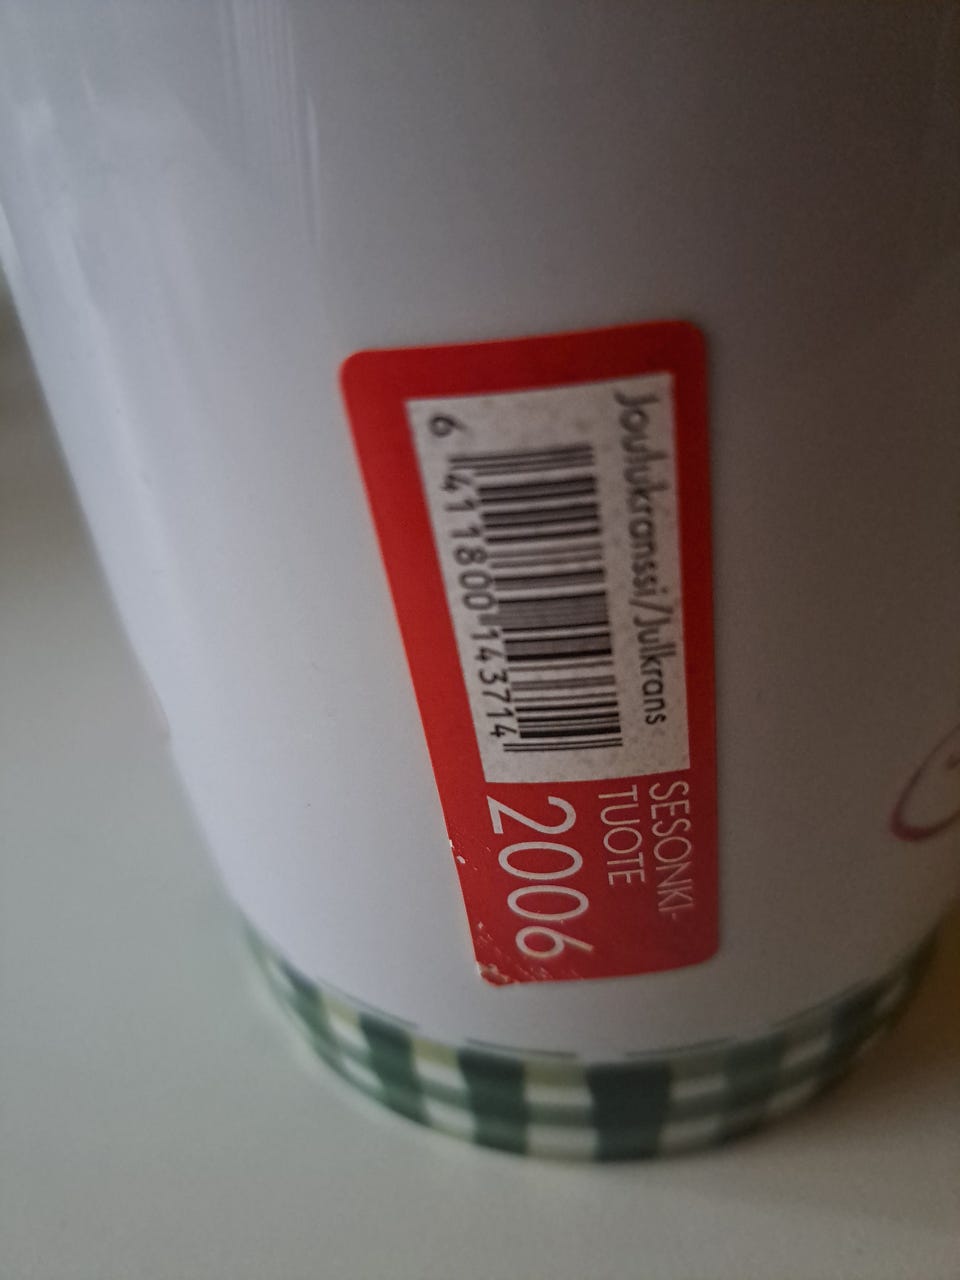 Joulukranssi/Julkrans
6 411800 143714
SESONKI-
TUOTE
2006